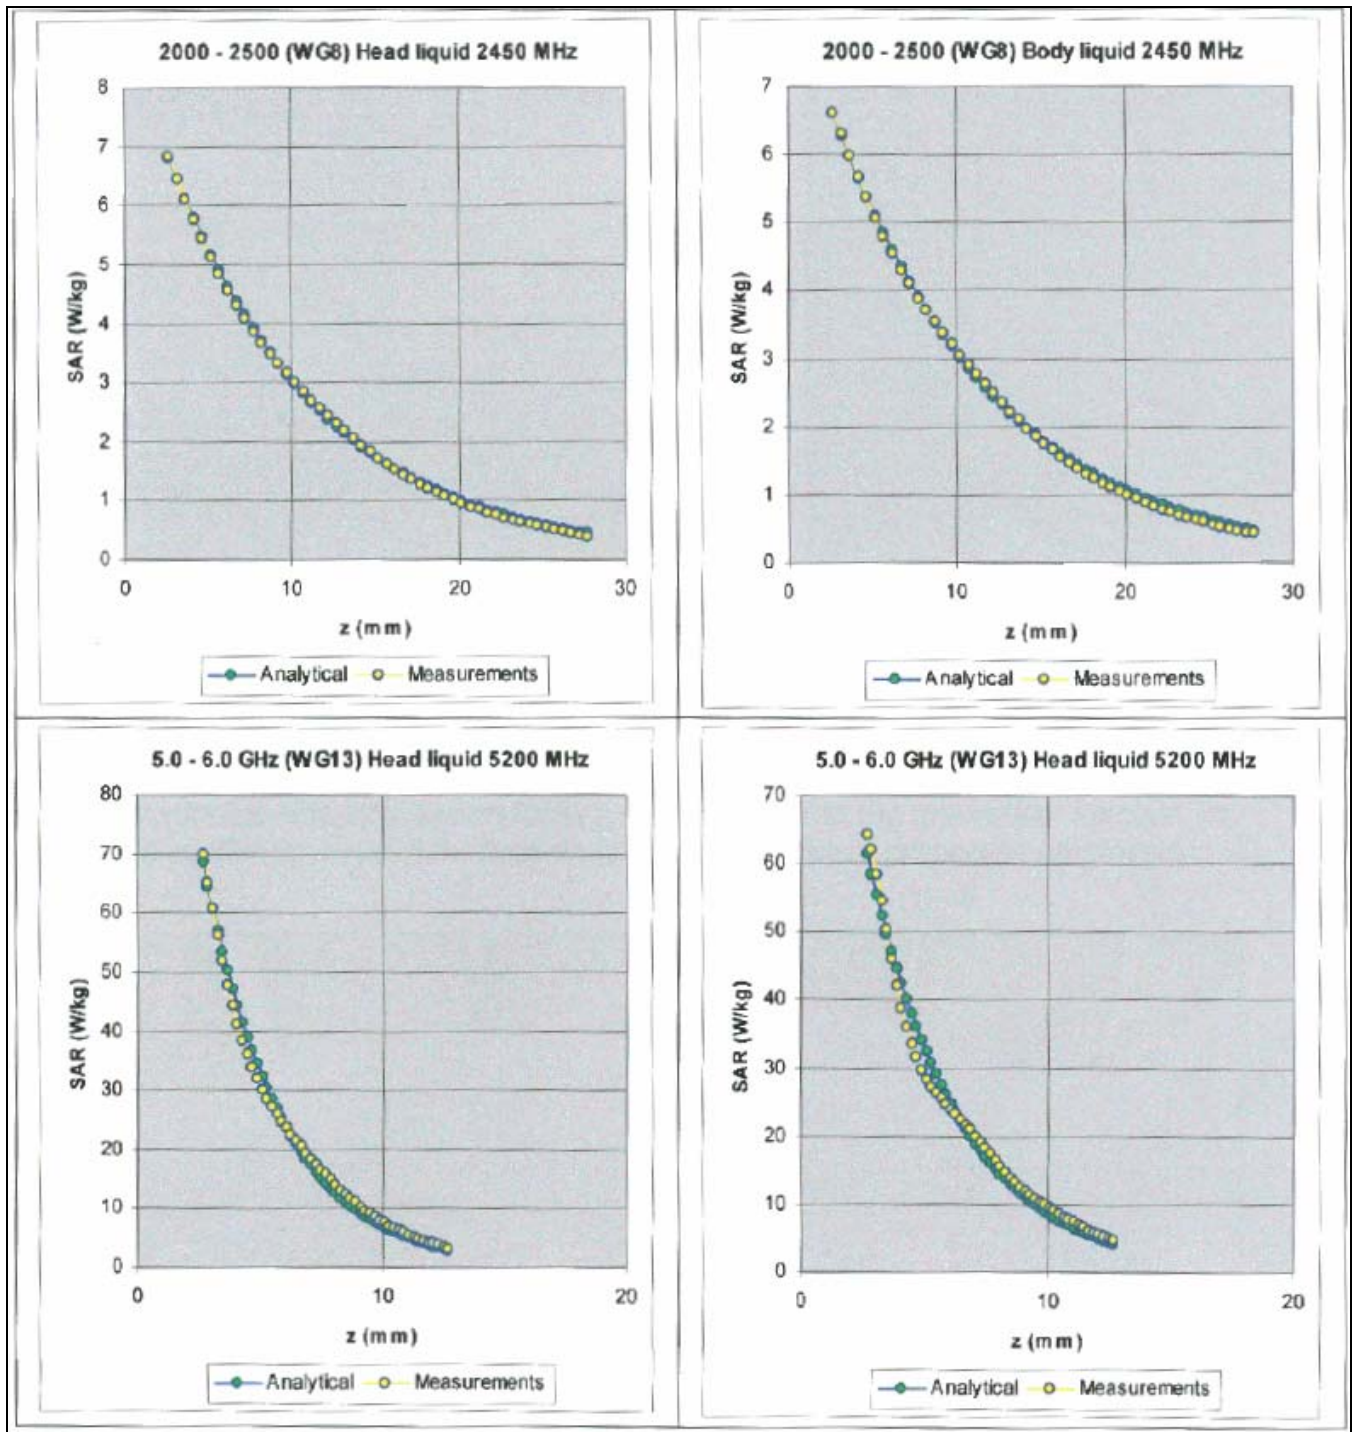 2000 - 2500 (WG8) Head liquid 2450 MHz
8
7
6
5
4
3
2
1
0
SAR (W/kg)
0 10 20 30
z (mm)
Analytical Measurements
2000 - 2500 (WG8) Body liquid 2450 MHz
7
6
5
4
3
2
1
0
SAR (W/kg)
0 10 20 30
z (mm)
Analytical Measurements
5.0 - 6.0 GHz (WG13) Head liquid 5200 MHz
80
70
60
50
40
30
20
10
0
SAR (W/kg)
0 10 20
z (mm)
Analytical Measurements
5.0 - 6.0 GHz (WG13) Head liquid 5200 MHz
70
60
50
40
30
20
10
0
SAR (W/kg)
0 10 20
z (mm)
Analytical Measurements